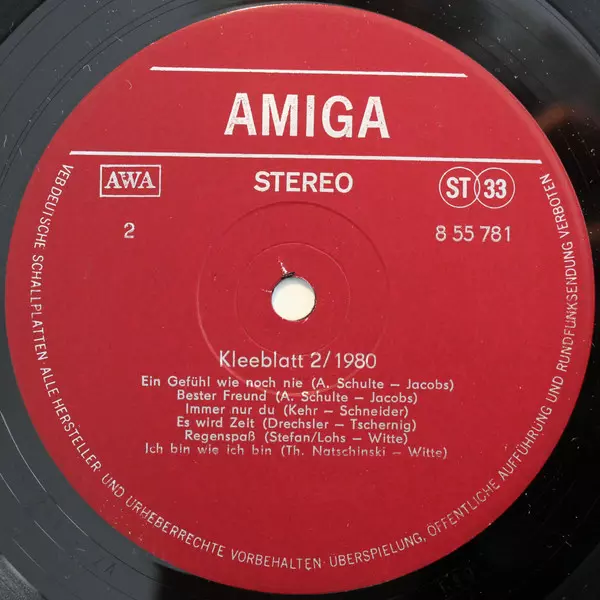 AMIGA
AWA
STEREO
ST 33
2
8 55 781
Kleeblatt 2/1980
Ein Gefühl wie noch nie (A. Schulte – Jacobs)
Bester Freund (A. Schulte – Jacobs)
Immer nur du (Kehr – Schneider)
Es wird Zeit (Drechsler – Tschernig)
Regenspaß (Stefan/Lohs – Witte)
Ich bin wie ich bin (Th. Natschinski – Witte)
VEB DEUTSCHE SCHALLPLATTEN · ALLE HERSTELLER- UND URHEBERRECHTE VORBEHALTEN · ÜBERSPIELUNG, ÖFFENTLICHE AUFFÜHRUNG UND RUNDFUNKSENDUNG VERBOTEN